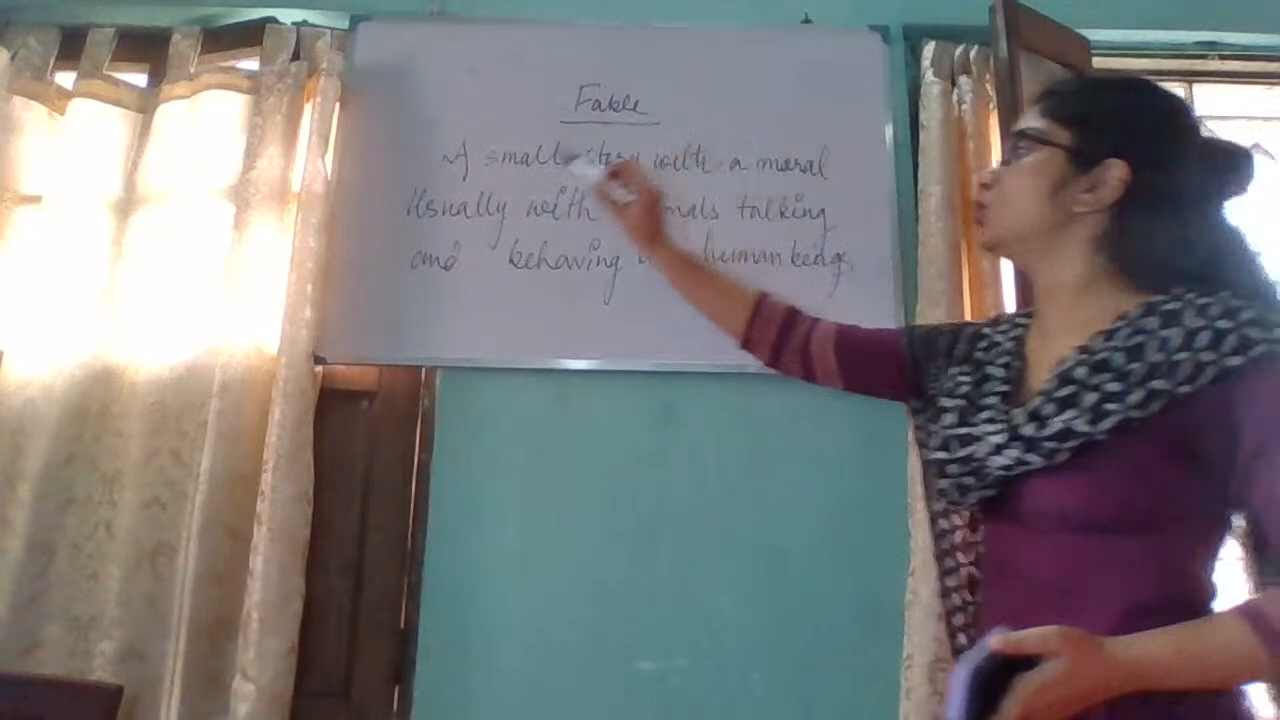 Fable
A small story with a moral
Usually with talking
and behaving human beings